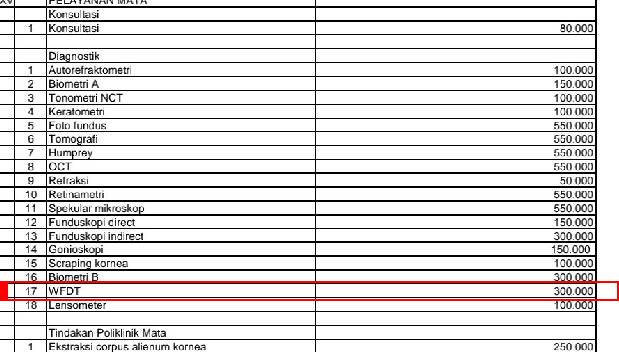 XV PELAYANAN MATA
Konsultasi
1 Konsultasi 80.000
Diagnostik
1 Autorefraktometri 100.000
2 Biometri A 150.000
3 Tonometri NCT 100.000
4 Keratometri 100.000
5 Foto fundus 550.000
6 Tomografi 550.000
7 Humprey 550.000
8 OCT 550.000
9 Refraksi 50.000
10 Retinametri 550.000
11 Spekular mikroskop 550.000
12 Funduskopi direct 150.000
13 Funduskopi indirect 300.000
14 Gonioskopi 150.000
15 Scraping kornea 100.000
16 Biometri B 300.000
17 WFDT 300.000
18 Lensometer 100.000
Tindakan Poliklinik Mata
1 Ekstraksi corpus alienum kornea 250.000